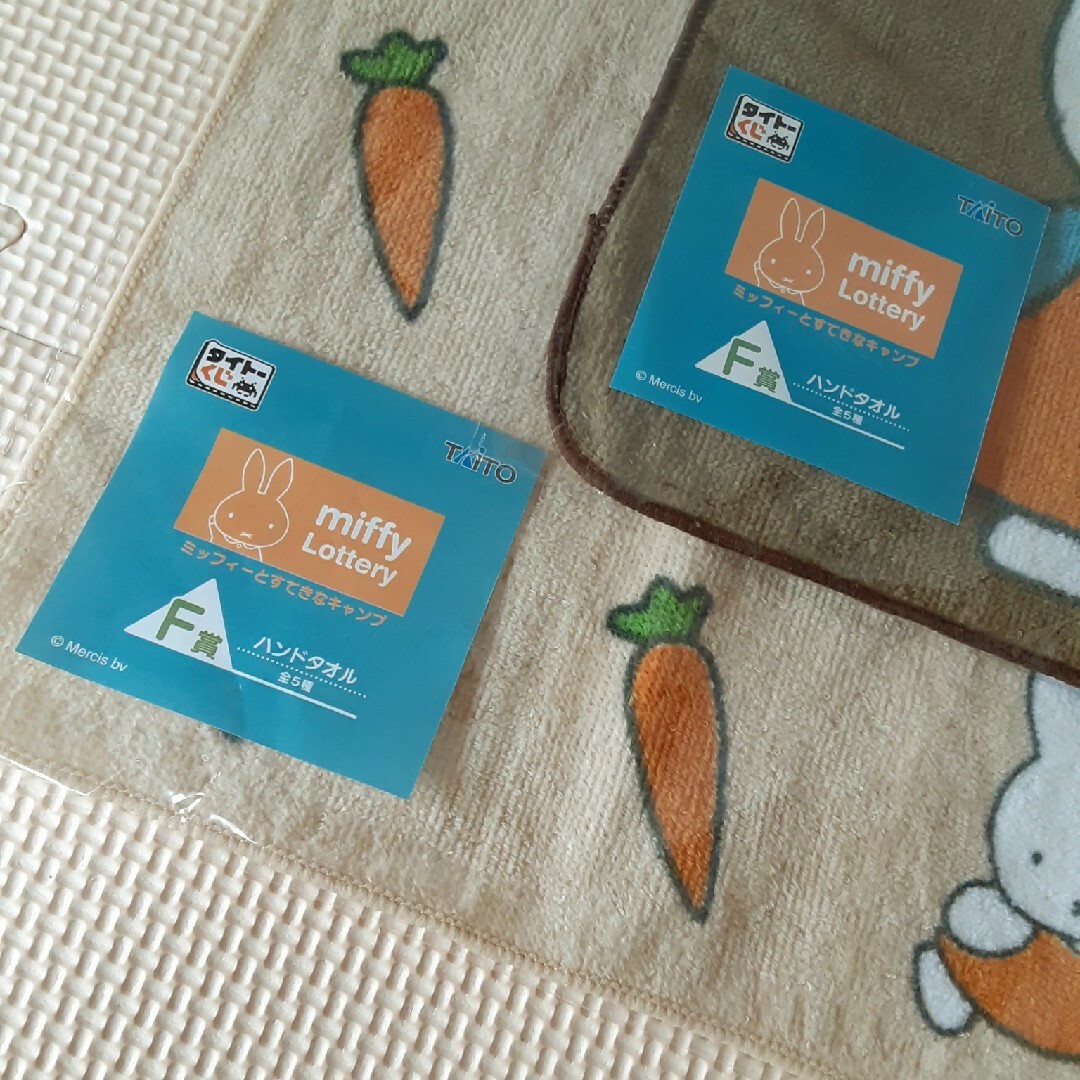 タイトー
くじ
TAITO
miffy
Lottery
ミッフィーとすてきなキャンプ
F賞
ハンドタオル
全5種
© Mercis bv
タイトー
くじ
TAITO
miffy
Lottery
ミッフィーとすてきなキャンプ
F賞
ハンドタオル
全5種
© Mercis bv